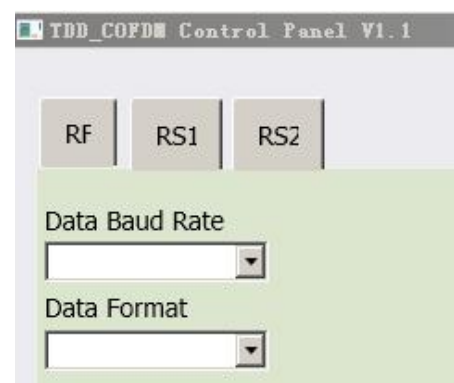 TDD_COFDM Control Panel V1.1
RF RS1 RS2
Data Baud Rate
Data Format